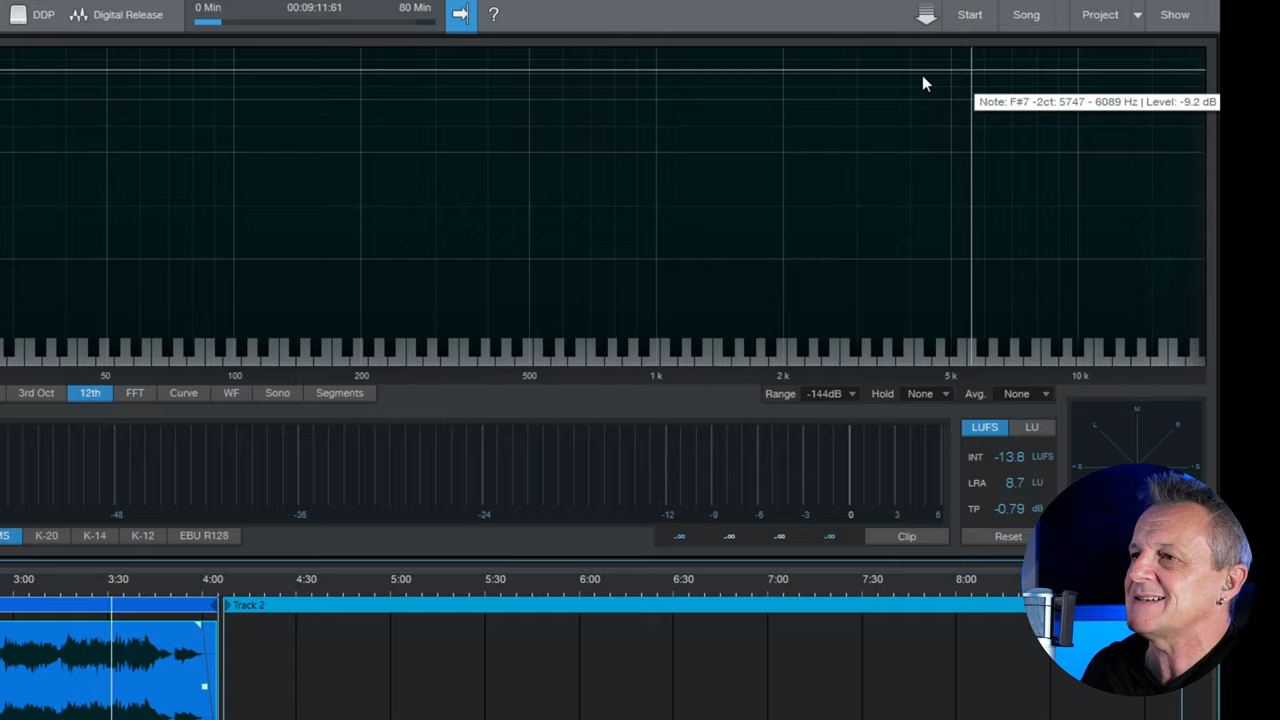 DDP
Digital Release
0 Min
00:09:11:61
80 Min
?
Start
Song
Project
Show
Note: F#7 -2ct: 5747 - 6089 Hz | Level: -9.2 dB
50
100
200
500
1 k
2 k
5 k
10 k
3rd Oct
12th
FFT
Curve
WF
Sono
Segments
Range
-144dB
Hold
None
Avg.
None
LUFS
LU
M
L
R
+S
-S
INT
-13.8
LUFS
LRA
8.7
LU
TP
-0.79
dB
-48
-36
-24
-12
-9
-6
-3
0
3
6
MS
K-20
K-14
K-12
EBU R128
-∞
-∞
-∞
-∞
Clip
Reset
3:00
3:30
4:00
4:30
5:00
5:30
6:00
6:30
7:00
7:30
8:00
Track 2